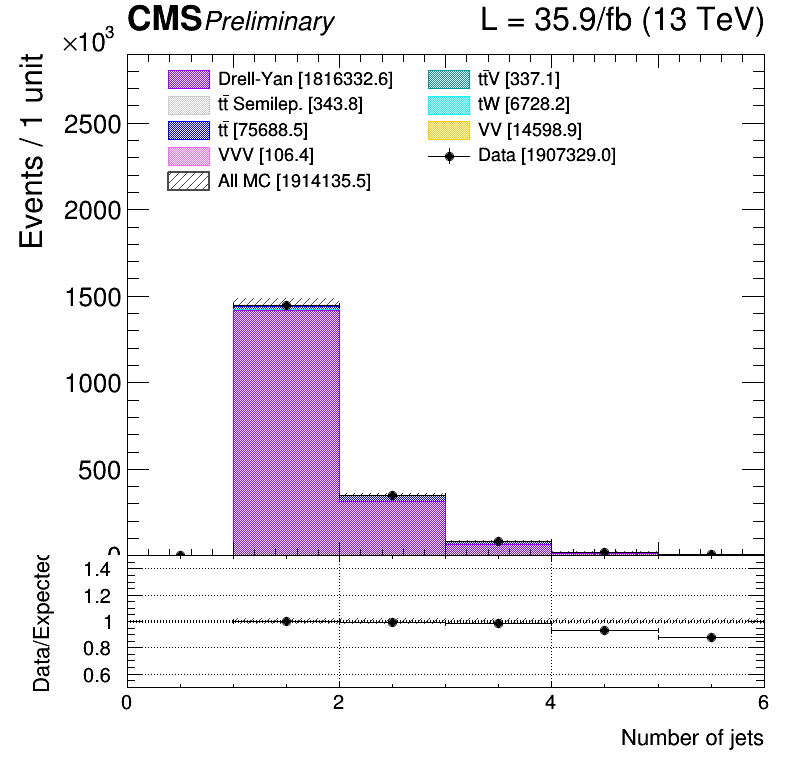 CMS Preliminary L = 35.9/fb (13 TeV)
×10³
Events / 1 unit
Drell-Yan [1816332.6]
tt̄ Semilep. [343.8]
tt̄ [75688.5]
VVV [106.4]
All MC [1914135.5]
tt̄V [337.1]
tW [6728.2]
VV [14598.9]
Data [1907329.0]
2500
2000
1500
1000
500
0
Data/Expected
1.4
1.2
1
0.8
0.6
0 2 4 6
Number of jets